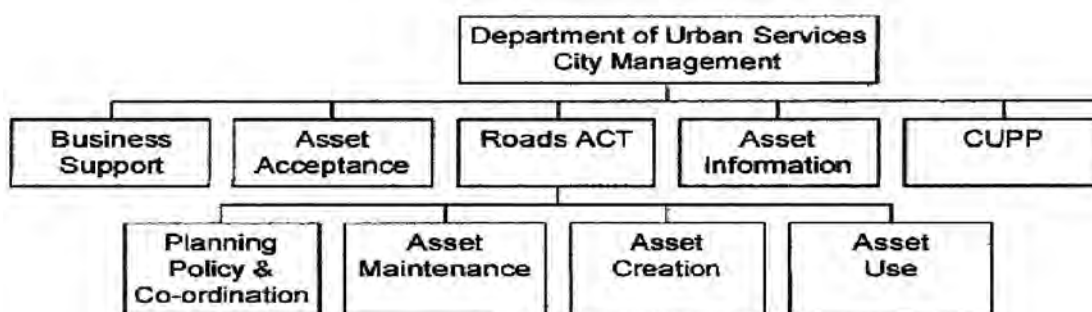 Department of Urban Services
City Management
Business
Support
Asset
Acceptance
Roads ACT
Asset
Information
CUPP
Planning
Policy &
Co-ordination
Asset
Maintenance
Asset
Creation
Asset
Use